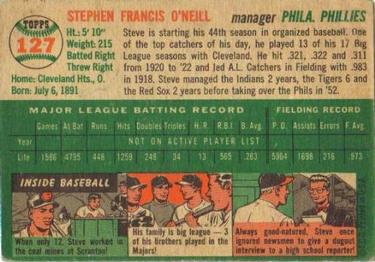 TOPPS
127
STEPHEN FRANCIS O'NEILL manager PHILA. PHILLIES
Ht.: 5' 10"
Weight: 215
Batted Right
Threw Right
Home: Cleveland Hts., O.
Born: July 6, 1891
Steve is starting his 44th season in organized baseball. One
of the top catchers of his day, he played 13 of his 17 Big
League seasons with Cleveland. He hit .321, .322 and .311
from 1920 to '22 and led A.L. Catchers in Fielding with .983
in 1918. Steve managed the Indians 2 years, the Tigers 6 and
the Red Sox 2 years before taking over the Phils in '52.
MAJOR LEAGUE BATTING RECORD FIELDING RECORD
Games At Bat Runs Hits Doubles Triples H.R. R.B.I. B. Avg. P.O. Assists Errors F. Avg.
Year NOT ON ACTIVE PLAYER LIST
Life 1586 4795 448 34 13 565 .263 5964 1698 216 .973
INSIDE BASEBALL
When only 12, Steve worked in
the coal mines at Scranton!
His family is big league — 3
of his brothers played in the Majors!
Always good-natured, Steve
once ignored newsmen to give a dugout
interview to a high school reporter!